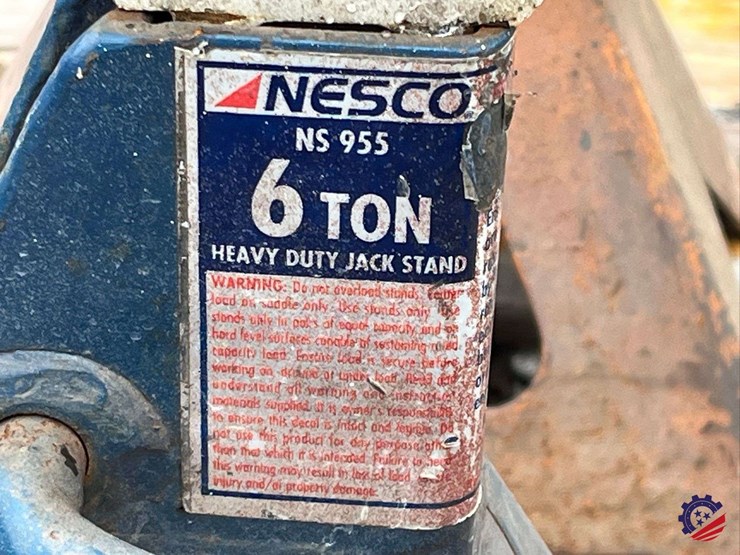 NESCO
NS 955
6 TON
HEAVY DUTY JACK STAND
WARNING: Do not overload stands. Center
load on saddle only. Use stands only
stands only in pairs of equal capacity and on
hard level surfaces capable of sustaining
capacity load. Ensure load is secure before
working on, around or under load. Read and
understand all warning and
materials supplied. It is owner's
to ensure this decal is intact and legible. Do
not use this product for any purpose other
than that which it is intended. Failure to heed
this warning may result in loss of load
injury and/or property damage.